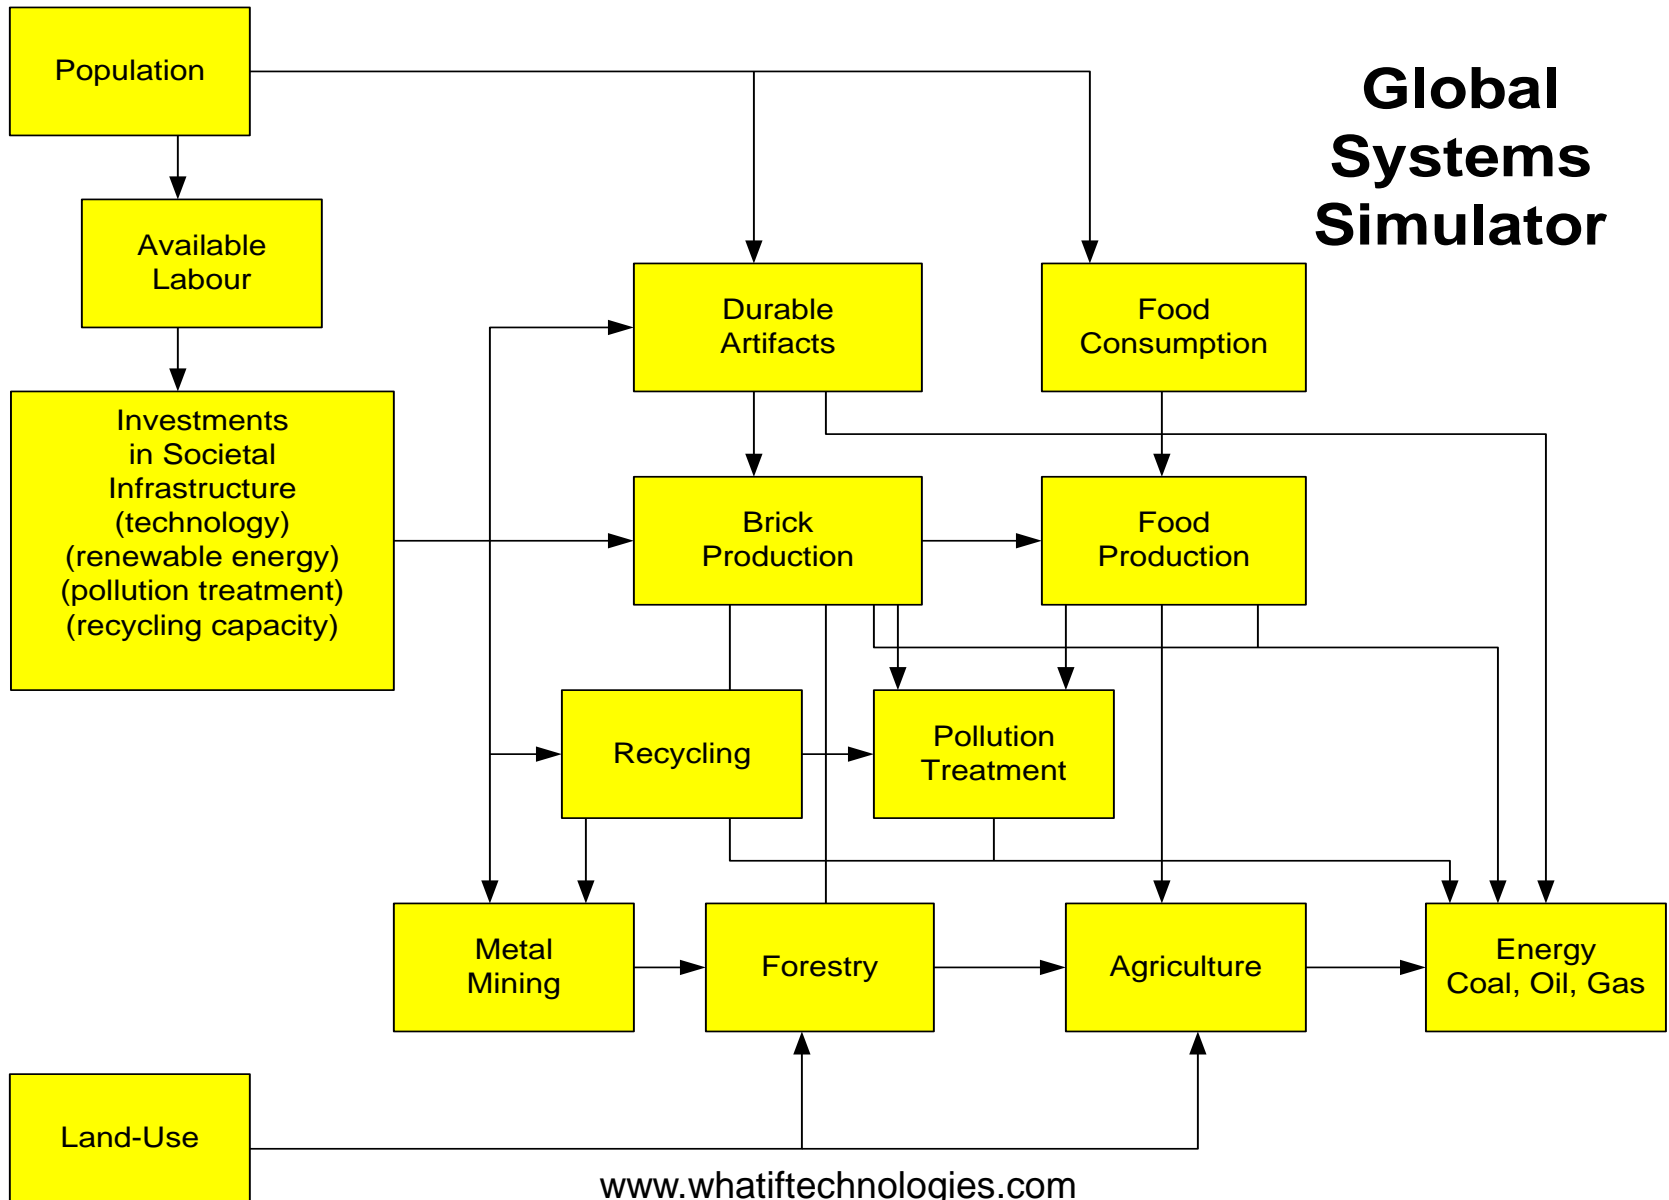 Population
Global
Systems
Simulator
Available
Labour
Durable
Artifacts
Food
Consumption
Investments
in Societal
Infrastructure
(technology)
(renewable energy)
(pollution treatment)
(recycling capacity)
Brick
Production
Food
Production
Recycling
Pollution
Treatment
Metal
Mining
Forestry
Agriculture
Energy
Coal, Oil, Gas
Land-Use
www.whatiftechnologies.com